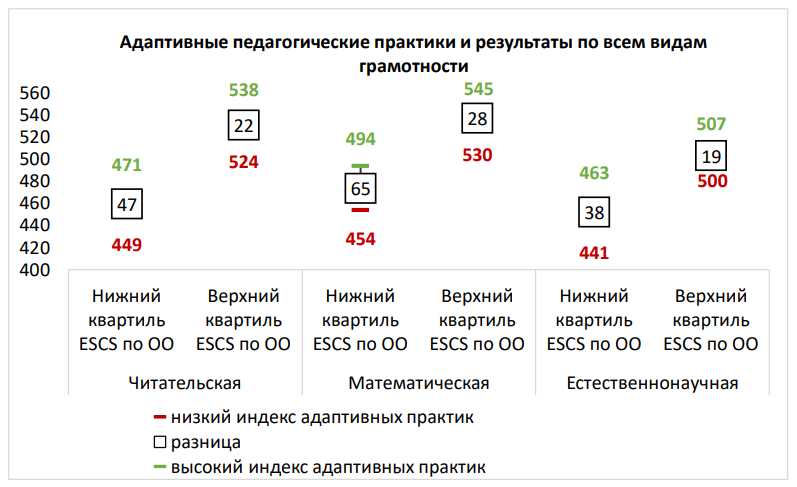 Адаптивные педагогические практики и результаты по всем видам
грамотности
560
540
520
500
480
460
440
420
400
471
47
449
538
22
524
494
65
454
545
28
530
463
38
441
507
19
500
Нижний
квартиль
ESCS по ОО
Верхний
квартиль
ESCS по ОО
Нижний
квартиль
ESCS по ОО
Верхний
квартиль
ESCS по ОО
Нижний
квартиль
ESCS по ОО
Верхний
квартиль
ESCS по ОО
Читательская
Математическая
Естественнонаучная
низкий индекс адаптивных практик
разница
высокий индекс адаптивных практик